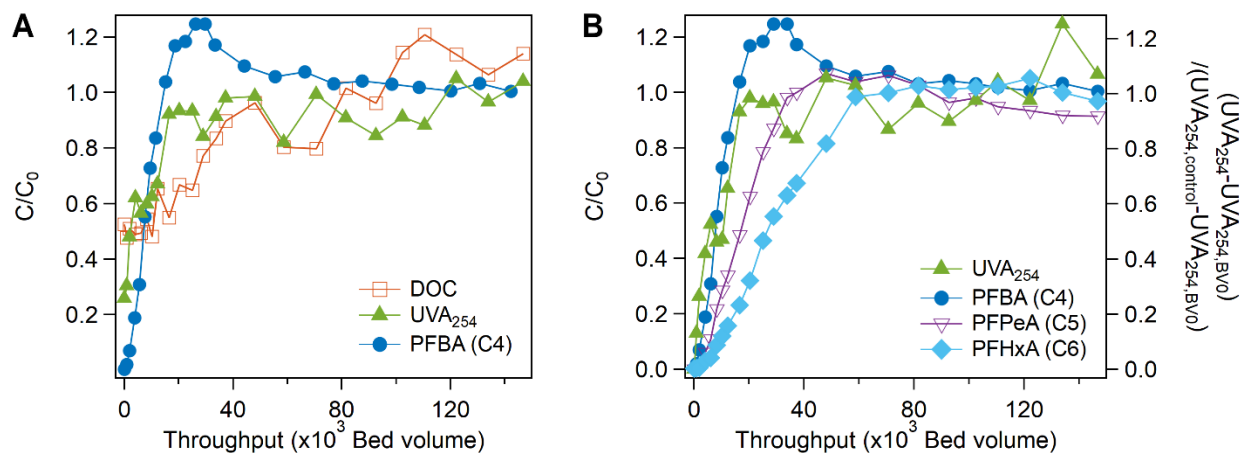 A
C/C₀
1.2
1.0
0.8
0.6
0.4
0.2
DOC
UVA₂₅₄
PFBA (C4)
0
40
80
120
Throughput (x10³ Bed volume)
B
C/C₀
1.2
1.0
0.8
0.6
0.4
0.2
0.0
UVA₂₅₄
PFBA (C4)
PFPeA (C5)
PFHxA (C6)
1.2
1.0
0.8
0.6
0.4
0.2
0.0
(UVA₂₅₄-UVA₂₅₄,BV0)
/(UVA₂₅₄,control-UVA₂₅₄,BV0)
0
40
80
120
Throughput (x10³ Bed volume)